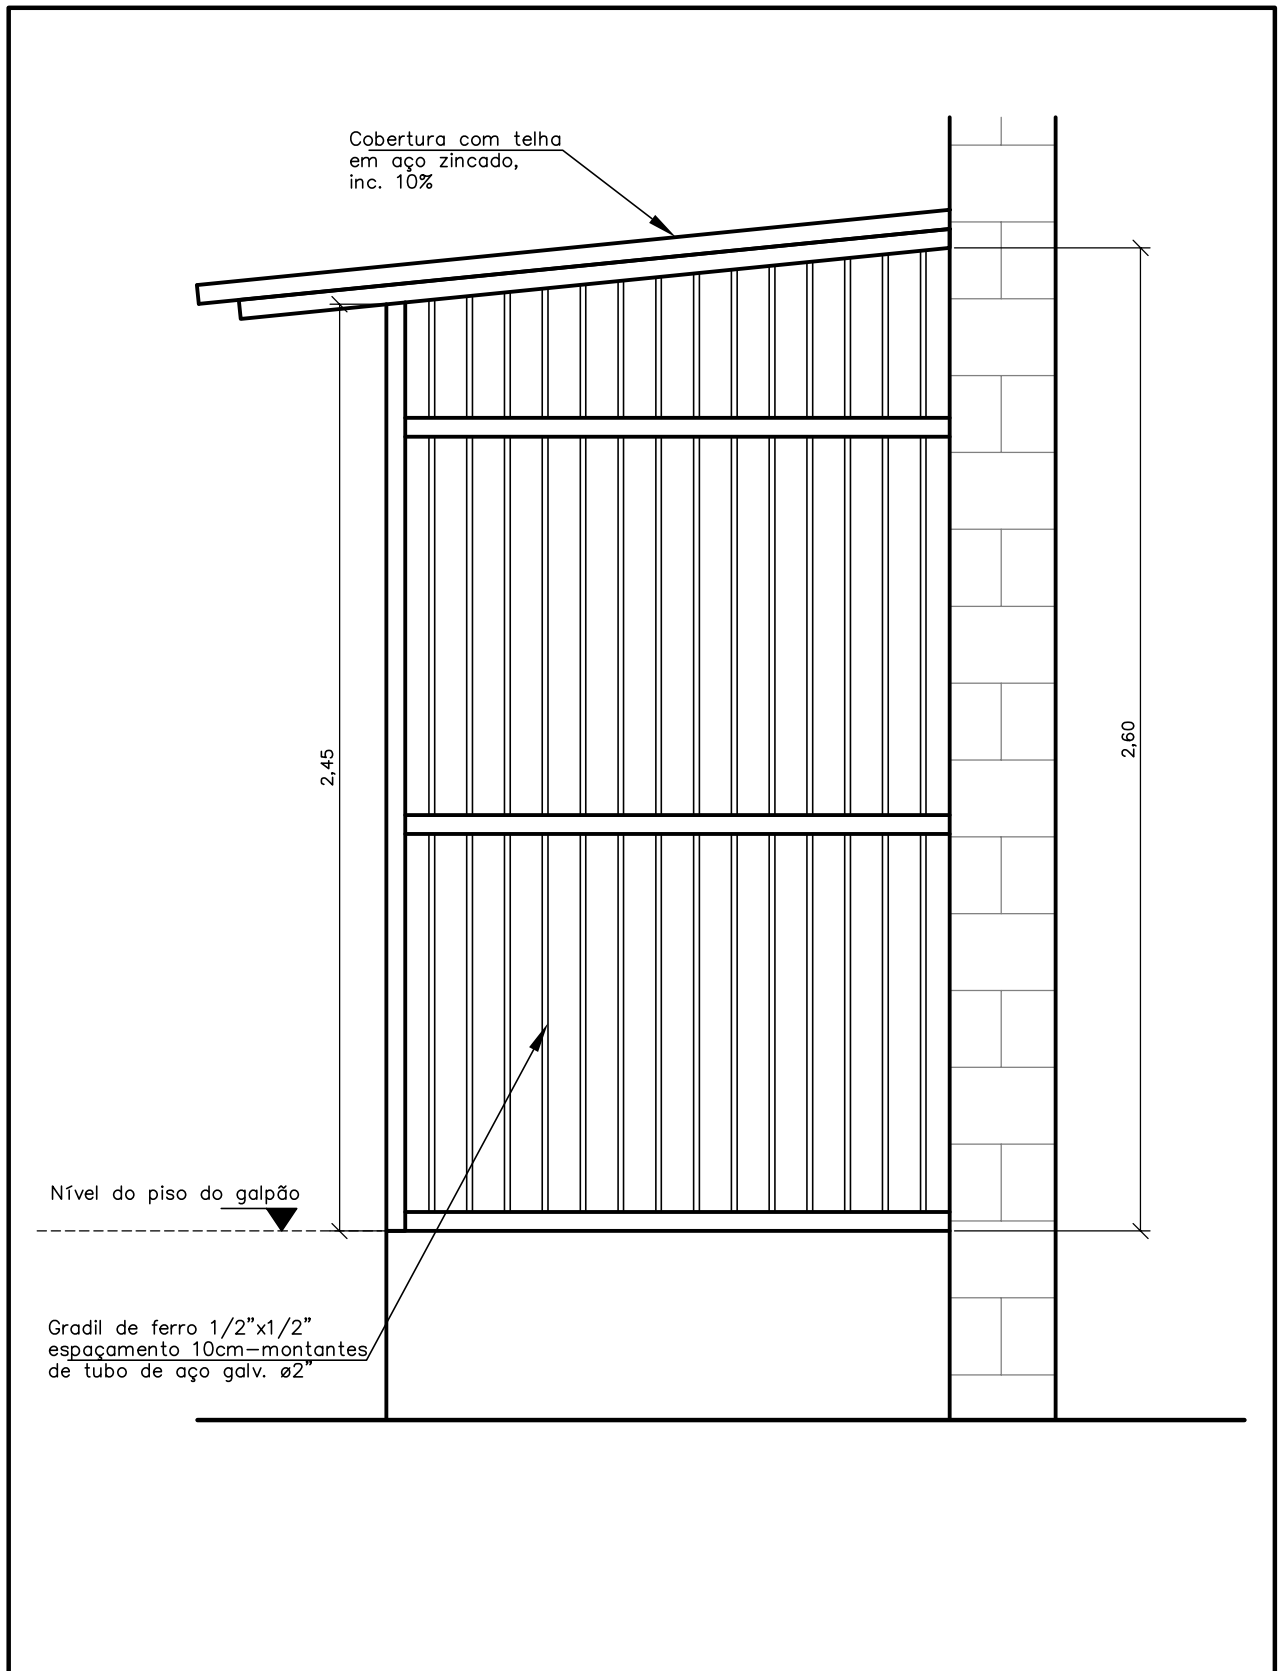 Cobertura com telha
em aço zincado,
inc. 10%
2,45
2,60
Nível do piso do galpão
Gradil de ferro 1/2”x1/2”
espaçamento 10cm–montantes
de tubo de aço galv. ø2”